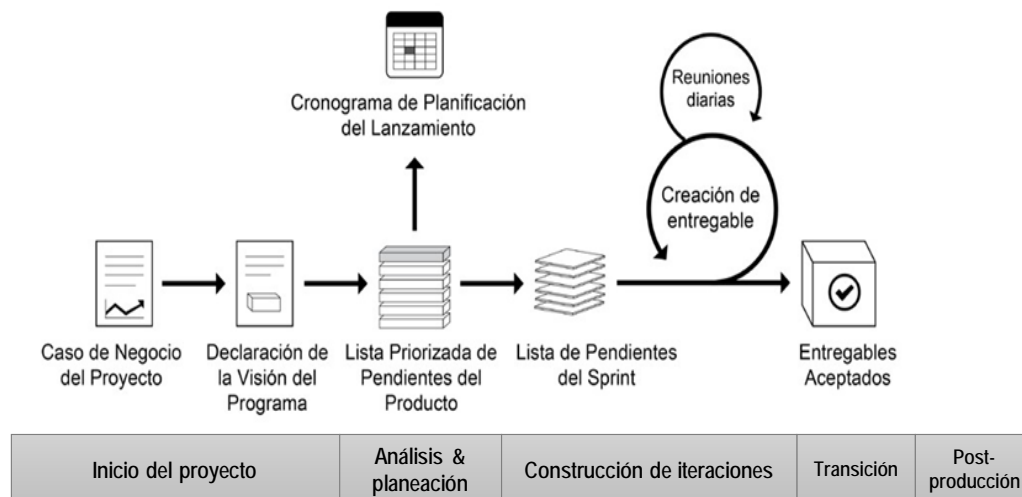 Cronograma de Planificación
del Lanzamiento
Reuniones
diarias
Creación de
entregable
Caso de Negocio
del Proyecto
Declaración de
la Visión del
Programa
Lista Priorizada de
Pendientes del
Producto
Lista de Pendientes
del Sprint
Entregables
Aceptados
Inicio del proyecto
Análisis &
planeación
Construcción de iteraciones
Transición
Post-
producción